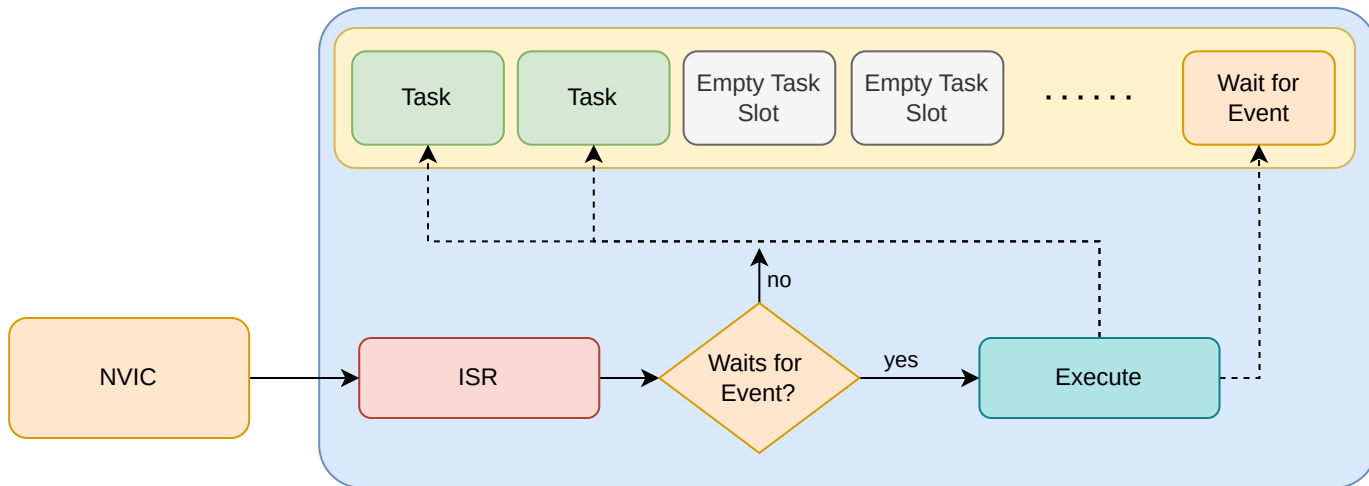 Task
Task
Empty Task
Slot
Empty Task
Slot
......
Wait for
Event
no
NVIC
ISR
Waits for
Event?
yes
Execute